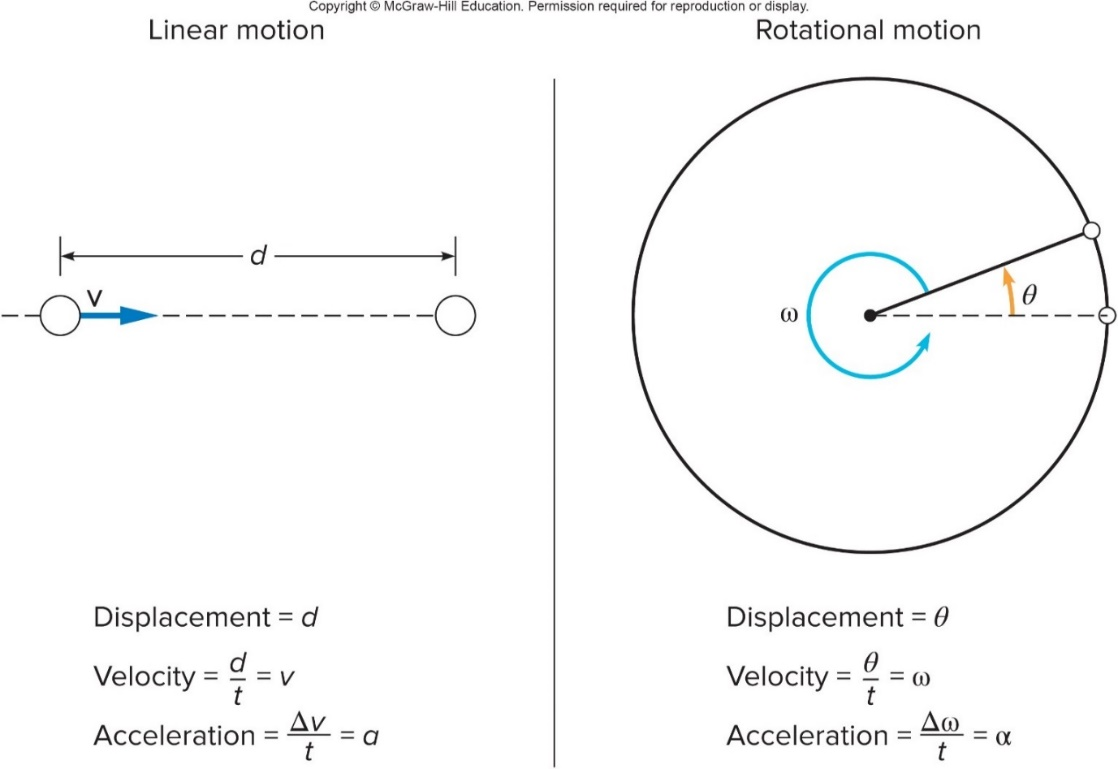 Copyright © McGraw-Hill Education. Permission required for reproduction or display.
Linear motion
d
v
Displacement = d
Velocity = d/t = v
Acceleration = Δv/t = a
Rotational motion
ω
θ
Displacement = θ
Velocity = θ/t = ω
Acceleration = Δω/t = α